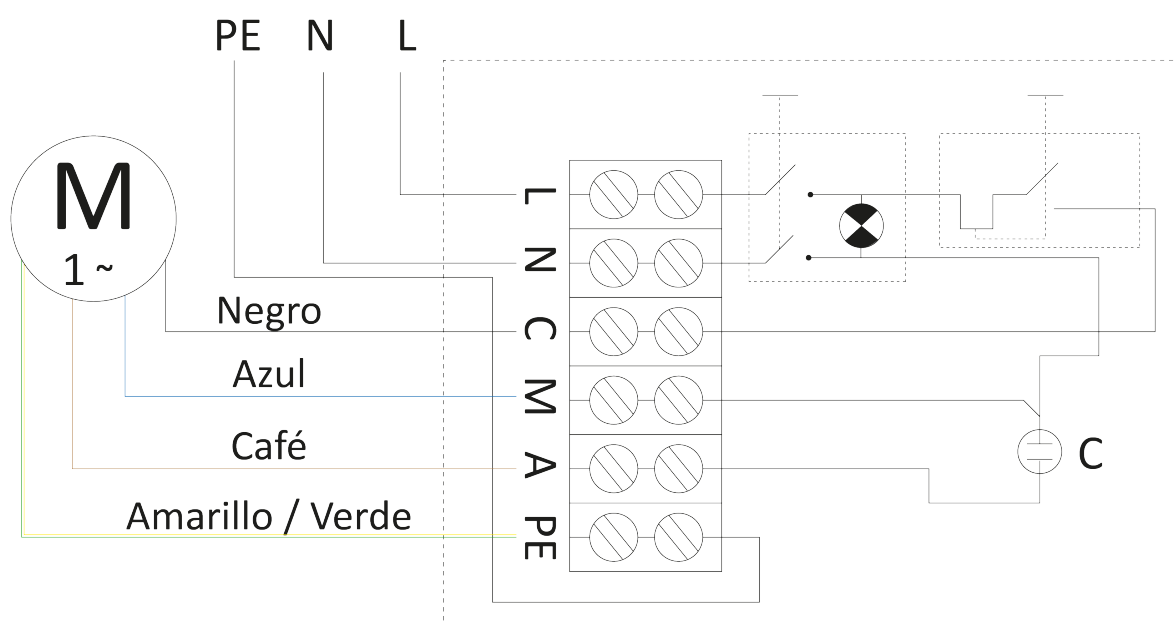 PE N L
M
1 ~
L
N
Negro
C
Azul
M
Café
A
C
Amarillo / Verde
PE